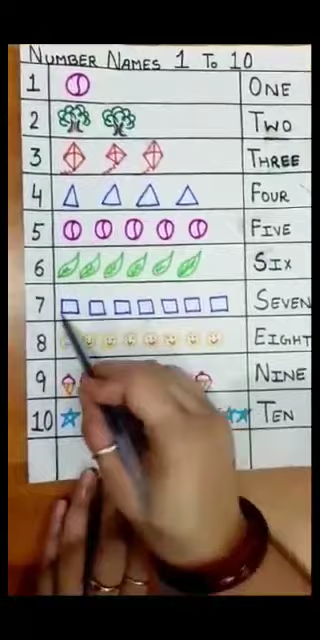 NUMBER NAMES 1 TO 10
1 ONE
2 TWO
3 THREE
4 FOUR
5 FIVE
6 SIX
7 SEVEN
8 EIGHT
9 NINE
10 TEN